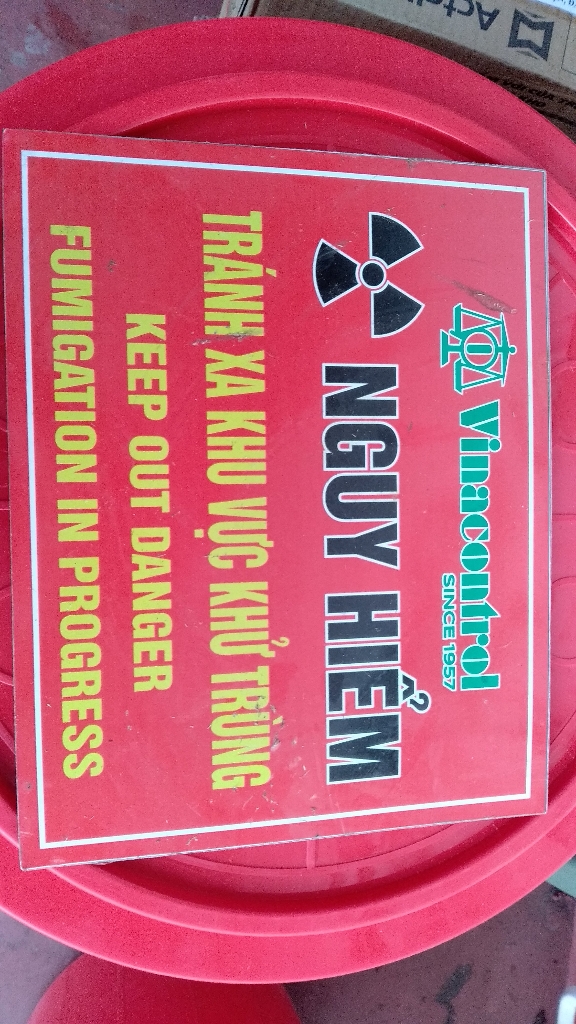 Vinacontrol
SINCE 1957
NGUY HIỂM
TRÁNH XA KHU VỰC KHỬ TRÙNG
KEEP OUT DANGER
FUMIGATION IN PROGRESS